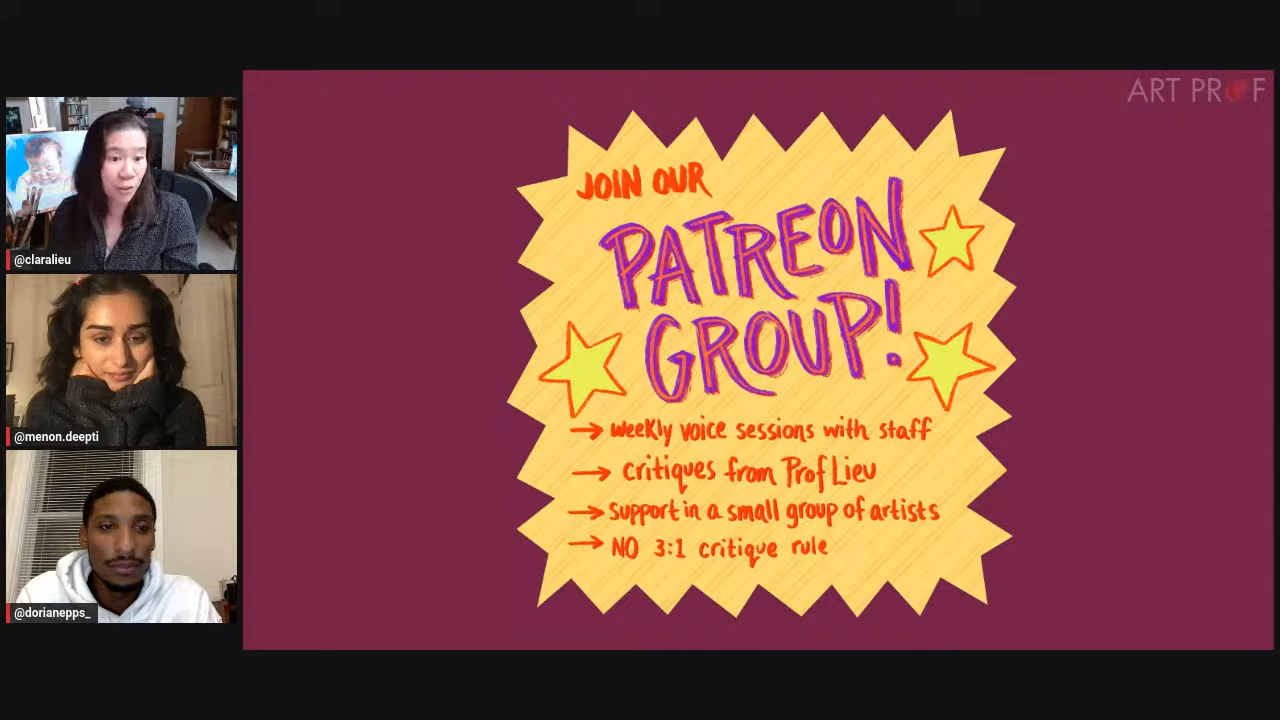 ART PROF
JOIN OUR
PATREON
GROUP!
→ weekly voice sessions with staff
→ critiques from Prof Lieu
→ support in a small group of artists
→ NO 3:1 critique rule
@claralieu
@menon.deepti
@dorianepps_